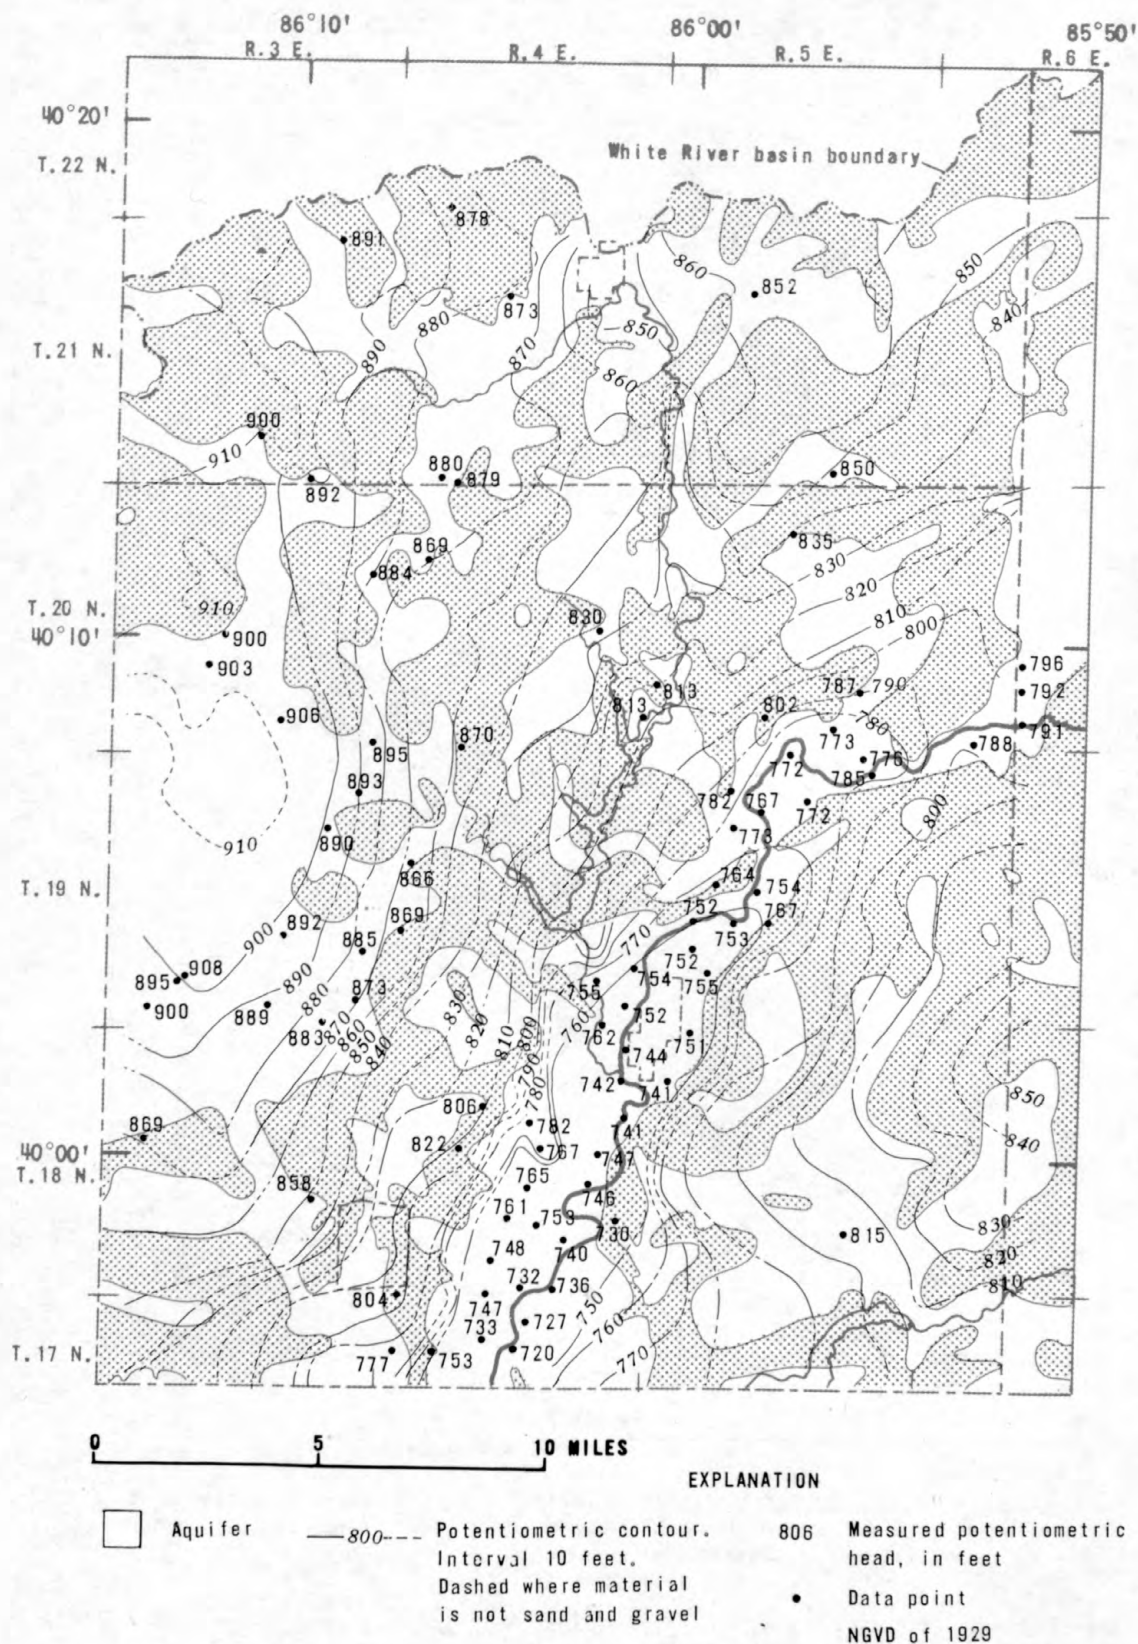 86°10' 86°00' 85°50'
R.3 E. R.4 E. R.5 E. R.6 E.
40°20'
T.22 N.
White River basin boundary
878
891
860 850
852
873
880 840
850
T.21 N.
890 870
860
900
910
880 850
892 879
869 835
884 830
820
910 810
T.20 N.
830 800
40°10'
900
903 796
813 787 790 792
906 813 802 780
870 773 791
895 772 776 788
785
893 782 767 772
800
890 773
910
866
764 754
T.19 N.
752
892 869 753 767
900 885 770
908 752
895 754 755
890 755
873 830
900 889 880 752
883 870 820 810 800 760 762 751
860
850 790 744
840 780
742 741
806 850
869 782 741 840
822 767 747
40°00'
T.18 N.
858 765 746
761 753 730 830
740 815
748 820
732 736 810
804 747 750
727 760
733
T.17 N.
777 753 720 770
0 5 10 MILES
EXPLANATION
Aquifer
800
Potentiometric contour.
Interval 10 feet.
Dashed where material
is not sand and gravel
806 Measured potentiometric
head, in feet
Data point
NGVD of 1929